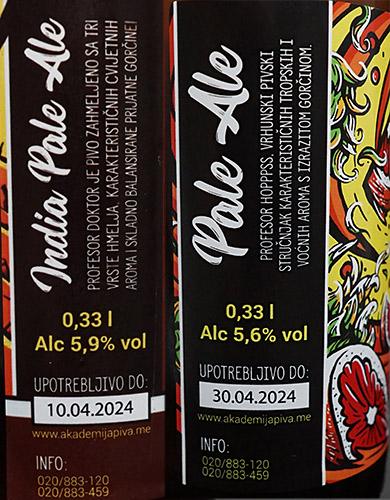 India Pale Ale
PROFESOR DOKTOR JE PIVO ZAHMELJENO SA TRI
VRSTE HMELJA, KARAKTERISTIČNIH CVJETNIH
AROMA I SKLADNO BALANSIRANE PRIJATNE GORČINE!
0,33 l
Alc 5,9% vol
UPOTREBLJIVO DO:
10.04.2024
www.akademijapiva.me
INFO:
020/883-120
020/883-459
Pale Ale
PROFESOR HOPPPSS, VRHUNSKI PIVSKI
STRUČNJAK KARAKTERISTIČNIH TROPSKIH I
VOĆNIH AROMA S IZRAZITOM GORČINOM.
0,33 l
Alc 5,6% vol
UPOTREBLJIVO DO:
30.04.2024
www.akademijapiva.me
INFO:
020/883-120
020/883-459